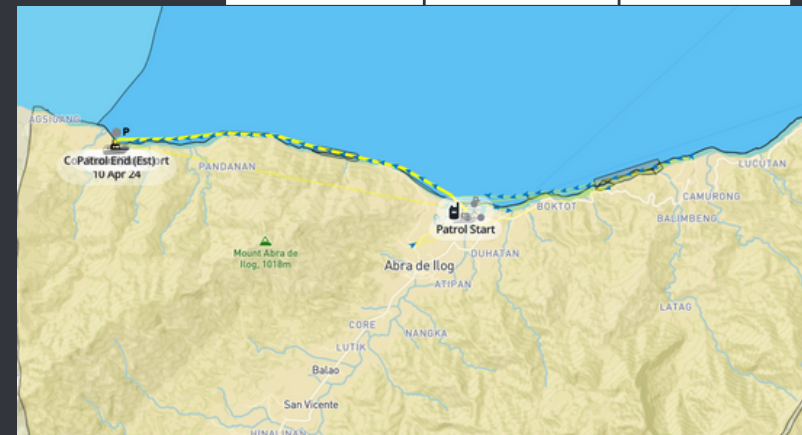 AGSIUANG
P
Patrol End (Est)
10 Apr 24
PANDANAN
LUCUTAN
CAMURONG
BOKTOT
BALIMBENG
Patrol Start
Mount Abra de
Ilog, 1018m
DUHATAN
Abra de Ilog
ATIPAN
LATAG
CORE
NANGKA
LUTIK
Balao
San Vicente
HINALINAN